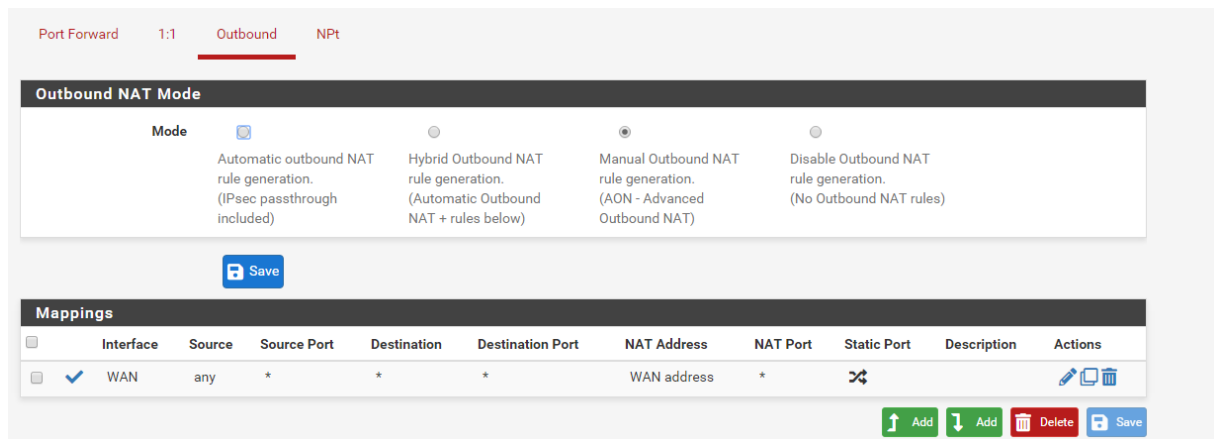 Port Forward 1:1 Outbound NPt
Outbound NAT Mode
Mode
Automatic outbound NAT
rule generation.
(IPsec passthrough
included)
Hybrid Outbound NAT
rule generation.
(Automatic Outbound
NAT + rules below)
Manual Outbound NAT
rule generation.
(AON - Advanced
Outbound NAT)
Disable Outbound NAT
rule generation.
(No Outbound NAT rules)
Save
Mappings
Interface Source Source Port Destination Destination Port NAT Address NAT Port Static Port Description Actions
WAN any * * * WAN address *
Add Add Delete Save